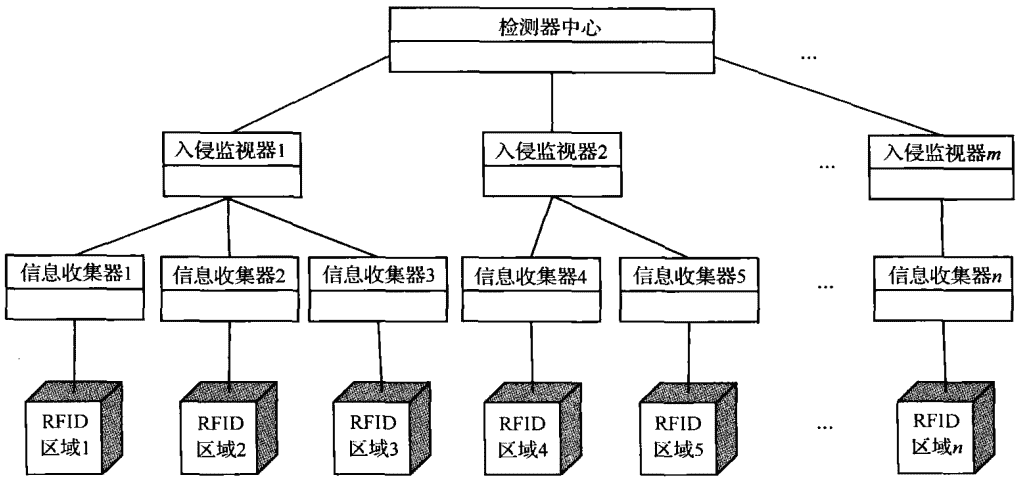 检测器中心
...
入侵监视器1
入侵监视器2
...
入侵监视器m
信息收集器1
信息收集器2
信息收集器3
信息收集器4
信息收集器5
...
信息收集器n
RFID
区域1
RFID
区域2
RFID
区域3
RFID
区域4
RFID
区域5
...
RFID
区域n